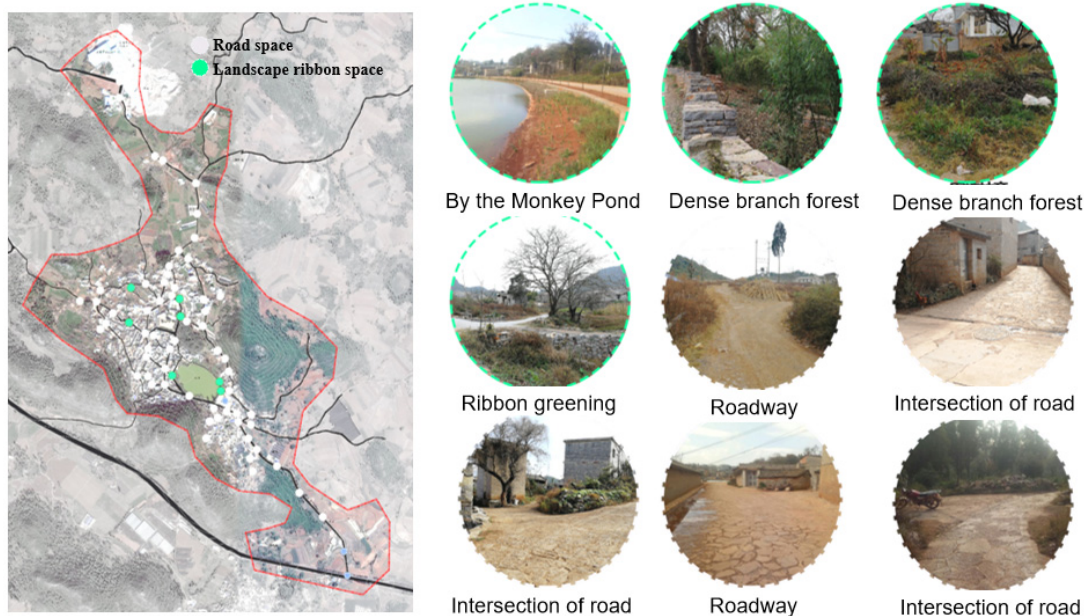 Road space
Landscape ribbon space
By the Monkey Pond
Dense branch forest
Dense branch forest
Ribbon greening
Roadway
Intersection of road
Intersection of road
Roadway
Intersection of road